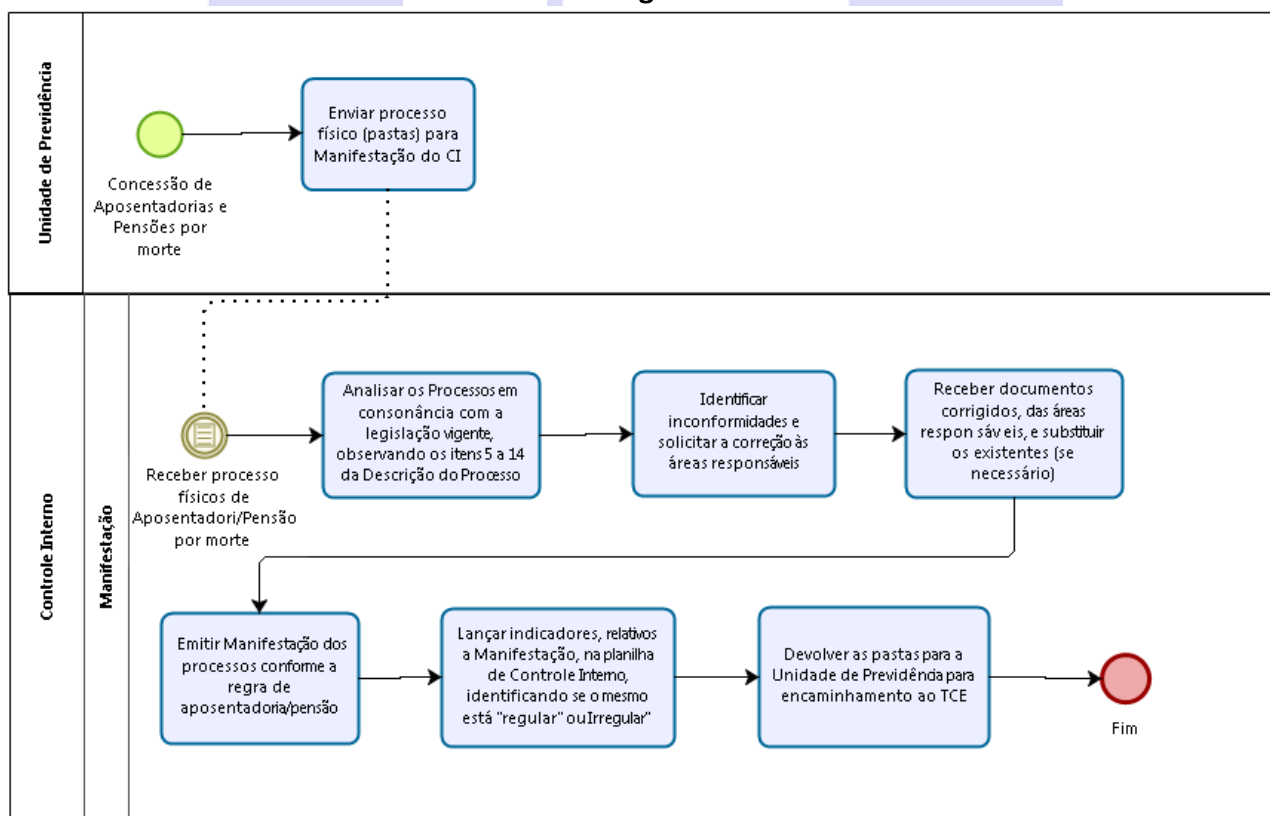 Unidade de Previdência
Concessão de
Aposentadorias e
Pensões por
morte
Enviar processo
físico (pastas) para
Manifestação do CI
Controle Interno
Manifestação
Receber processo
físicos de
Aposentadori/Pensão
por morte
Analisar os Processos em
consonância com a
legislação vigente,
observando os itens 5 a 14
da Descrição do Processo
Identificar
inconformidades e
solicitar a correção às
áreas responsáveis
Receber documentos
corrigidos, das áreas
responsáveis, e substituir
os existentes (se
necessário)
Emitir Manifestação dos
processos conforme a
regra de
aposentadoria/pensão
Lançar indicadores, relativos
a Manifestação, na planilha
de Controle Interno,
identificando se o mesmo
está "regular" ou Irregular"
Devolver as pastas para a
Unidade de Previdência para
encaminhamento ao TCE
Fim